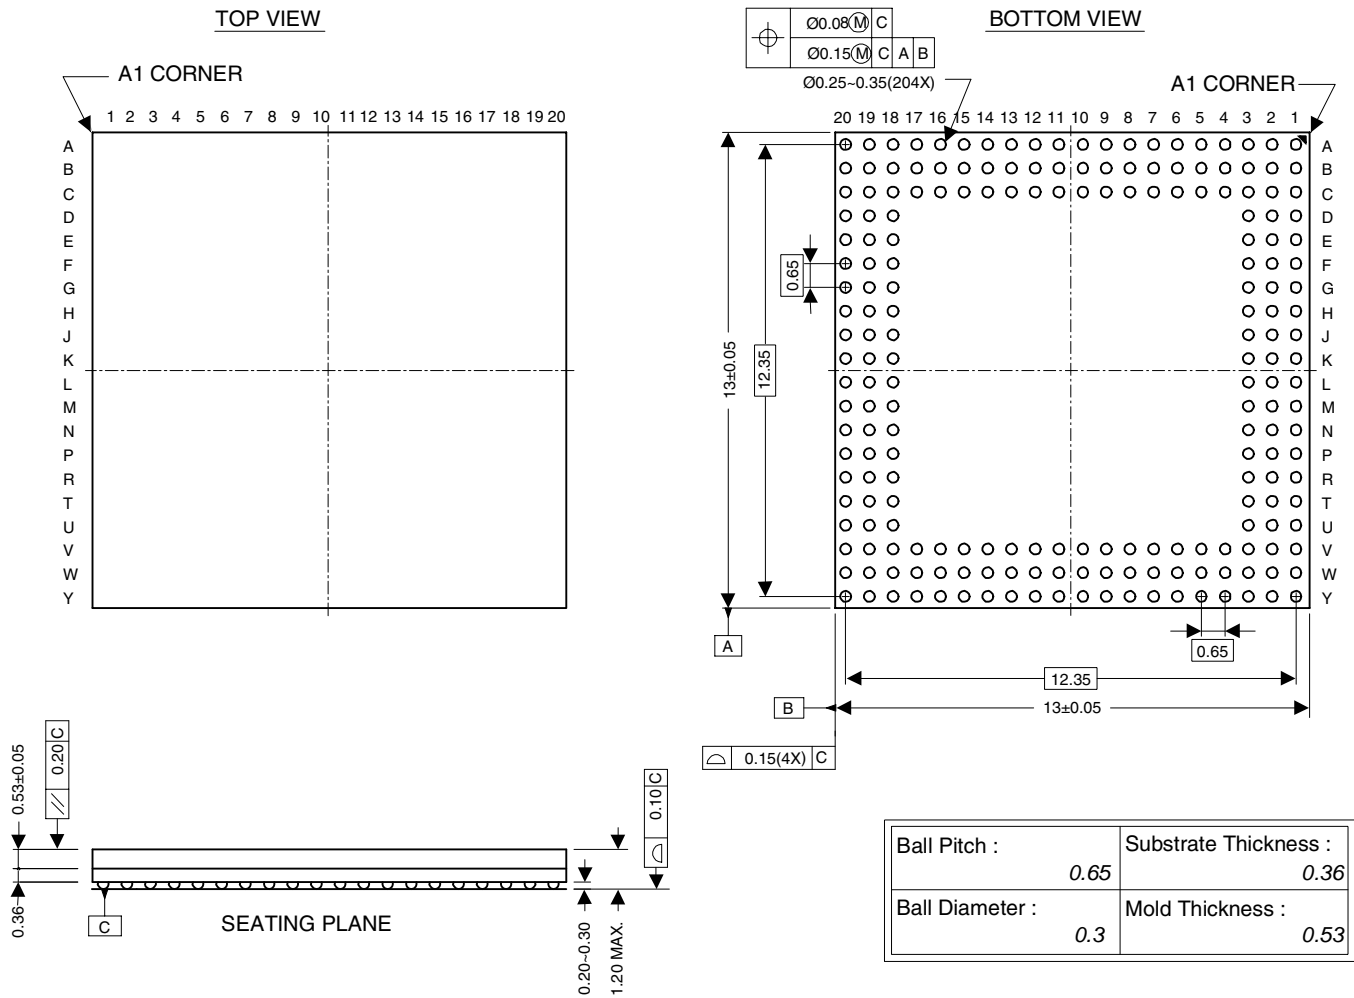 TOP VIEW
A1 CORNER
1 2 3 4 5 6 7 8 9 10 11 12 13 14 15 16 17 18 19 20
A
B
C
D
E
F
G
H
J
K
L
M
N
P
R
T
U
V
W
Y
BOTTOM VIEW
Ø0.08 M C
Ø0.15 M C A B
Ø0.25~0.35(204X)
A1 CORNER
20 19 18 17 16 15 14 13 12 11 10 9 8 7 6 5 4 3 2 1
A
B
C
D
E
F
G
H
J
K
L
M
N
P
R
T
U
V
W
Y
0.65
13±0.05
12.35
A
0.65
12.35
B
13±0.05
0.15(4X) C
0.53±0.05
0.20 C
0.36
C
SEATING PLANE
0.10 C
0.20~0.30
1.20 MAX.
Ball Pitch :
0.65
Substrate Thickness :
0.36
Ball Diameter :
0.3
Mold Thickness :
0.53